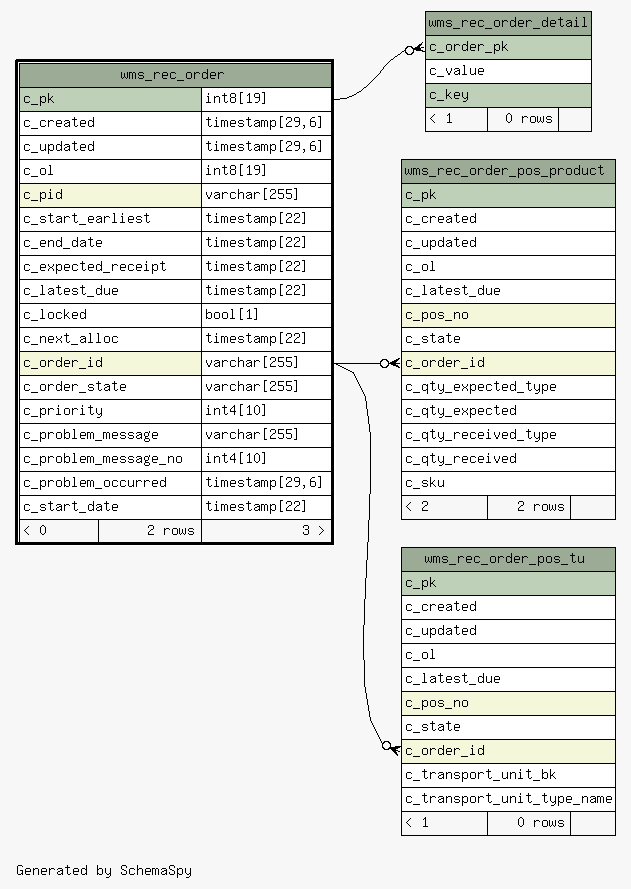 wms_rec_order
c_pk int8[19]
c_created timestamp[29,6]
c_updated timestamp[29,6]
c_ol int8[19]
c_pid varchar[255]
c_start_earliest timestamp[22]
c_end_date timestamp[22]
c_expected_receipt timestamp[22]
c_latest_due timestamp[22]
c_locked bool[1]
c_next_alloc timestamp[22]
c_order_id varchar[255]
c_order_state varchar[255]
c_priority int4[10]
c_problem_message varchar[255]
c_problem_message_no int4[10]
c_problem_occurred timestamp[29,6]
c_start_date timestamp[22]
< 0 2 rows 3 >
wms_rec_order_detail
c_order_pk
c_value
c_key
< 1 0 rows
wms_rec_order_pos_product
c_pk
c_created
c_updated
c_ol
c_latest_due
c_pos_no
c_state
c_order_id
c_qty_expected_type
c_qty_expected
c_qty_received_type
c_qty_received
c_sku
< 2 2 rows
wms_rec_order_pos_tu
c_pk
c_created
c_updated
c_ol
c_latest_due
c_pos_no
c_state
c_order_id
c_transport_unit_bk
c_transport_unit_type_name
< 1 0 rows
Generated by SchemaSpy